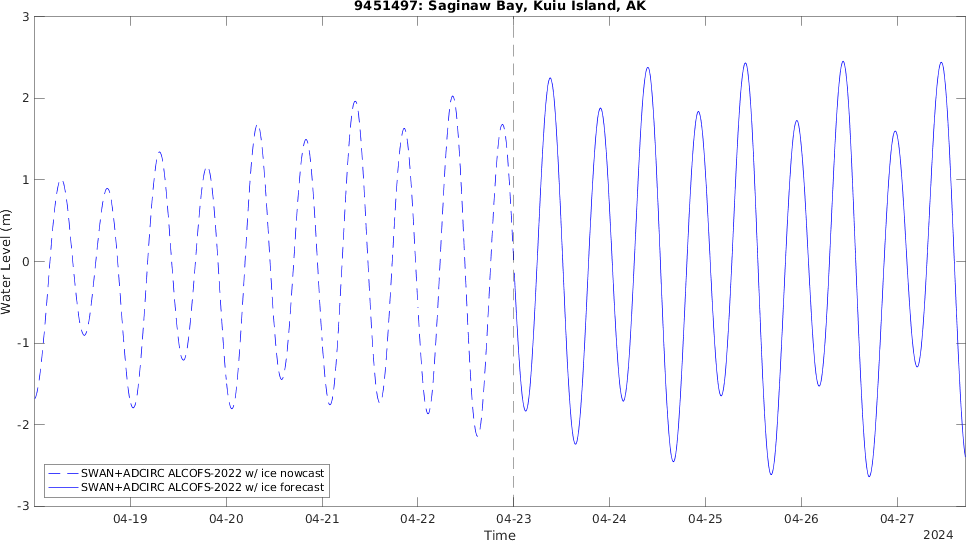 9451497: Saginaw Bay, Kuiu Island, AK
3
2
1
0
-1
-2
-3
Water Level (m)
SWAN+ADCIRC ALCOFS-2022 w/ ice nowcast
SWAN+ADCIRC ALCOFS-2022 w/ ice forecast
04-19 04-20 04-21 04-22 04-23 04-24 04-25 04-26 04-27
Time
2024